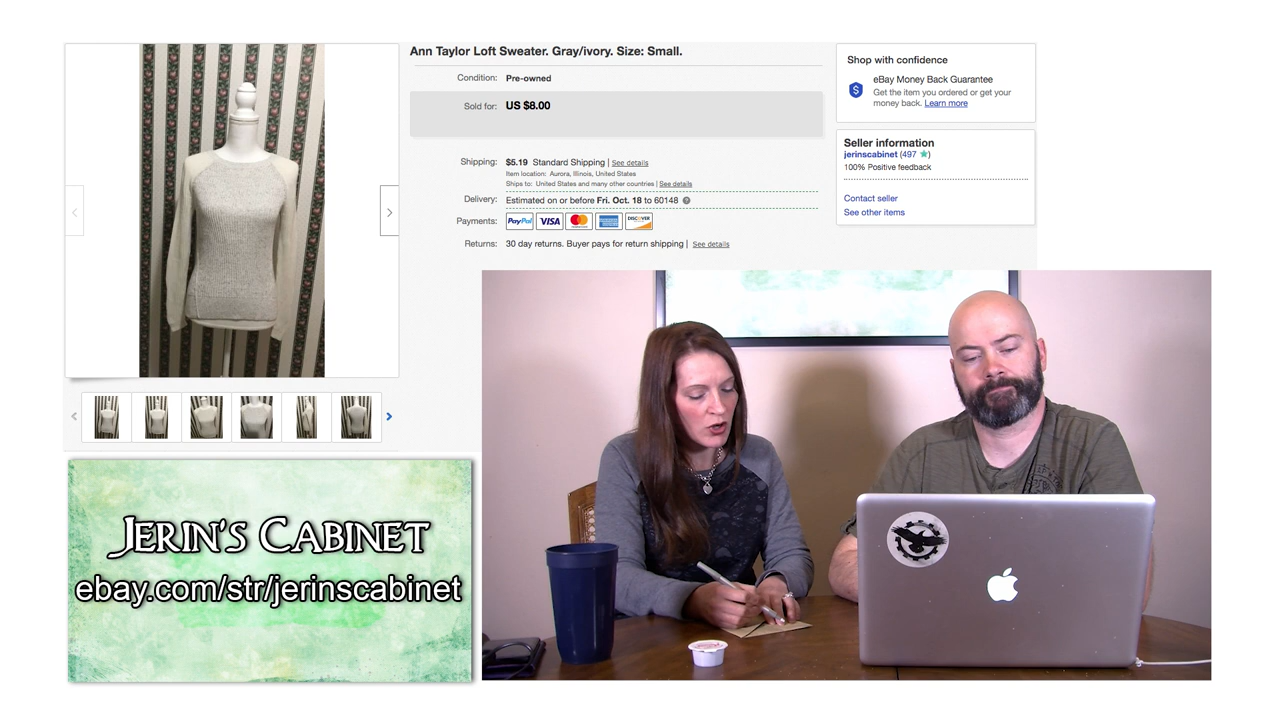 Ann Taylor Loft Sweater. Gray/ivory. Size: Small.
Condition: Pre-owned
Sold for: US $8.00
Shipping: $5.19 Standard Shipping | See details
Item location: Aurora, Illinois, United States
Ships to: United States and many other countries | See details
Delivery: Estimated on or before Fri. Oct. 18 to 60148
Payments: PayPal VISA MasterCard AMERICAN EXPRESS DISCOVER
Returns: 30 day returns. Buyer pays for return shipping | See details
Shop with confidence
eBay Money Back Guarantee
Get the item you ordered or get your
money back. Learn more
Seller information
jerinscabinet (497 ★)
100% Positive feedback
Contact seller
See other items
JERIN'S CABINET
ebay.com/str/jerinscabinet